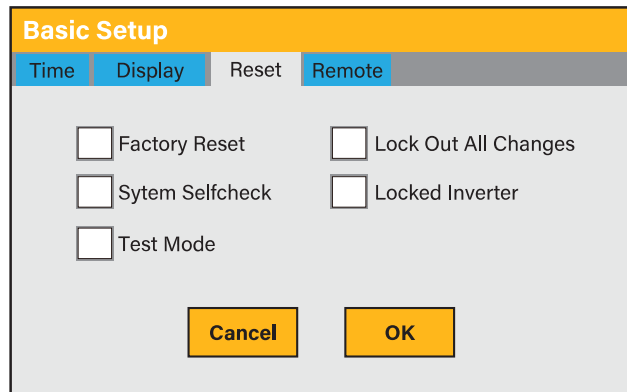 Basic Setup
Time Display Reset Remote
Factory Reset Lock Out All Changes
Sytem Selfcheck Locked Inverter
Test Mode
Cancel OK